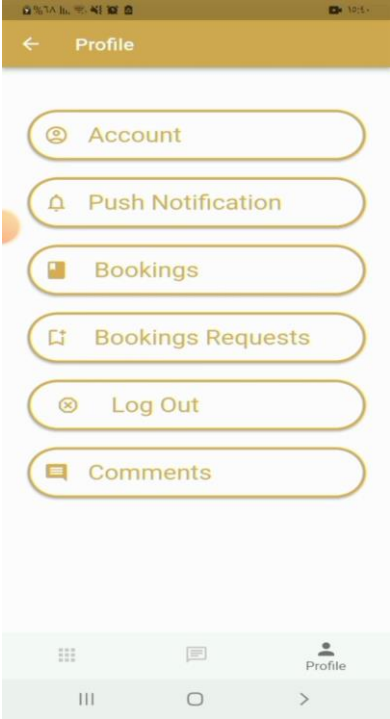 Profile
Account
Push Notification
Bookings
Bookings Requests
Log Out
Comments
Profile